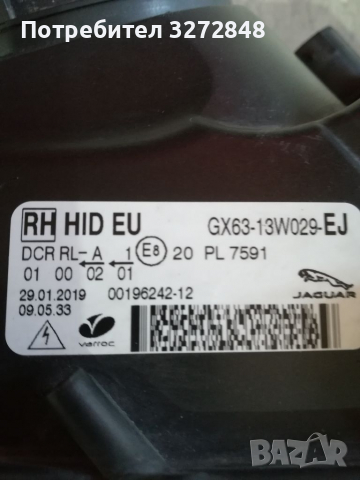 Потребител 3272848
RH HID EU GX63-13W029-EJ
DCR RL- A 1 E8 20 PL 7591
01 00 02 01
29.01.2019 00196242-12
09.05.33
varroc
JAGUAR
BAZAR